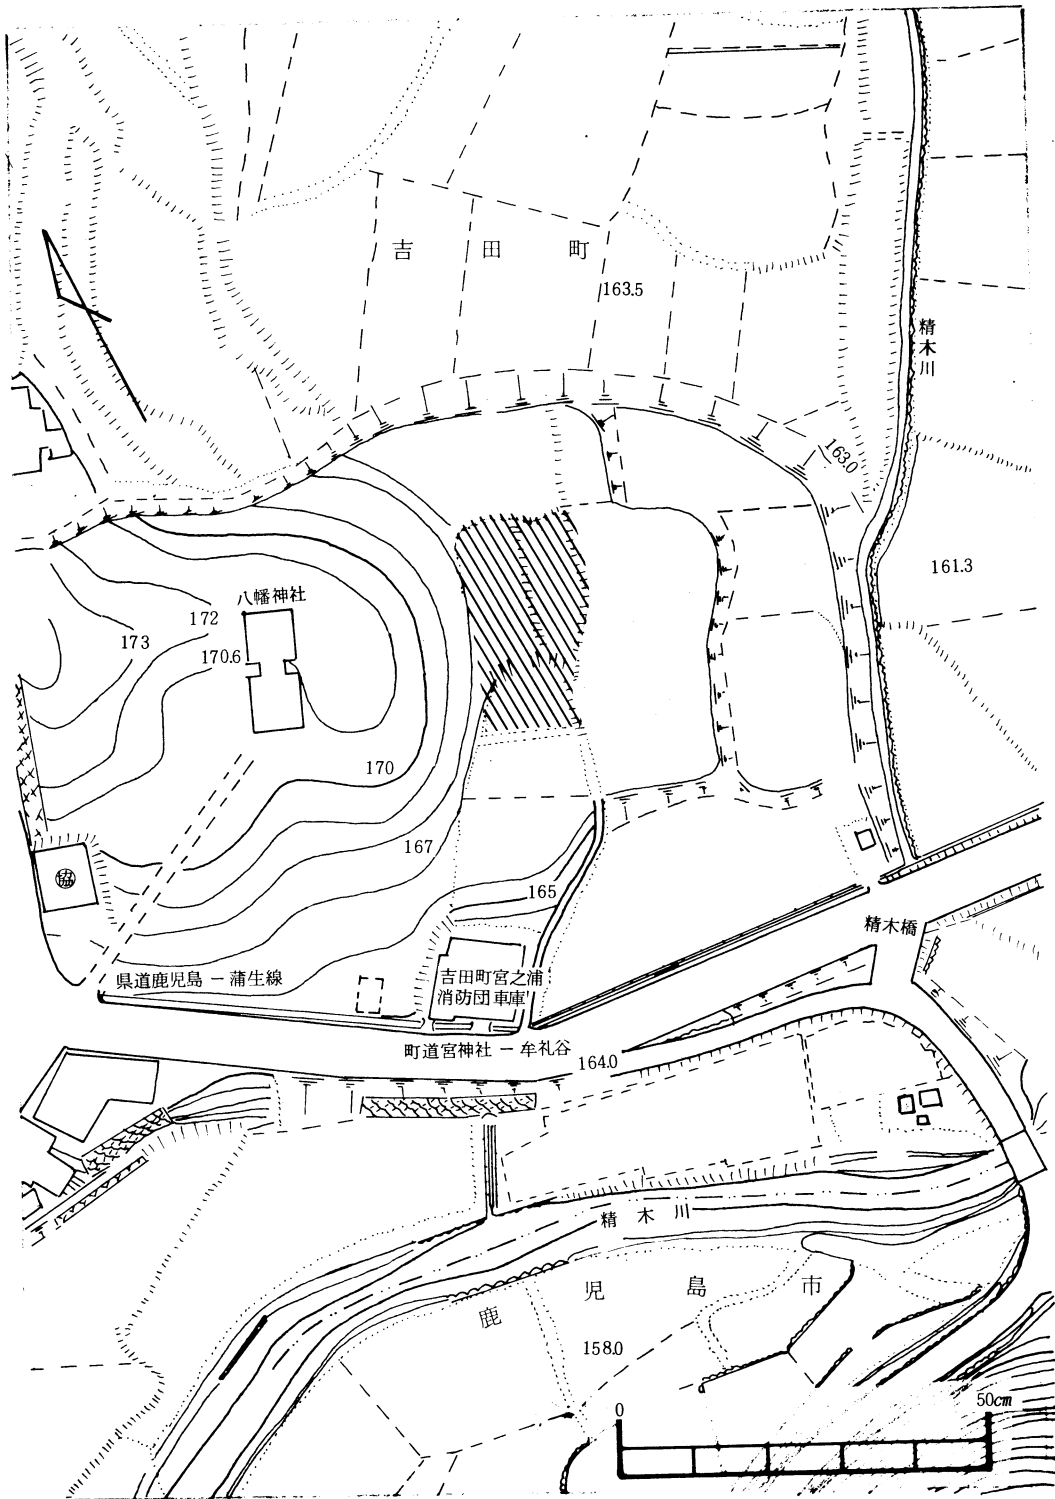 吉田町
163.5
精木川
163.0
161.3
八幡神社
172
173
170.6
170
167
協
165
精木橋
県道鹿児島ー蒲生線
吉田町宮之浦
消防団車庫
町道宮神社ー牟礼谷
164.0
精木川
鹿児島市
158.0
0
50cm